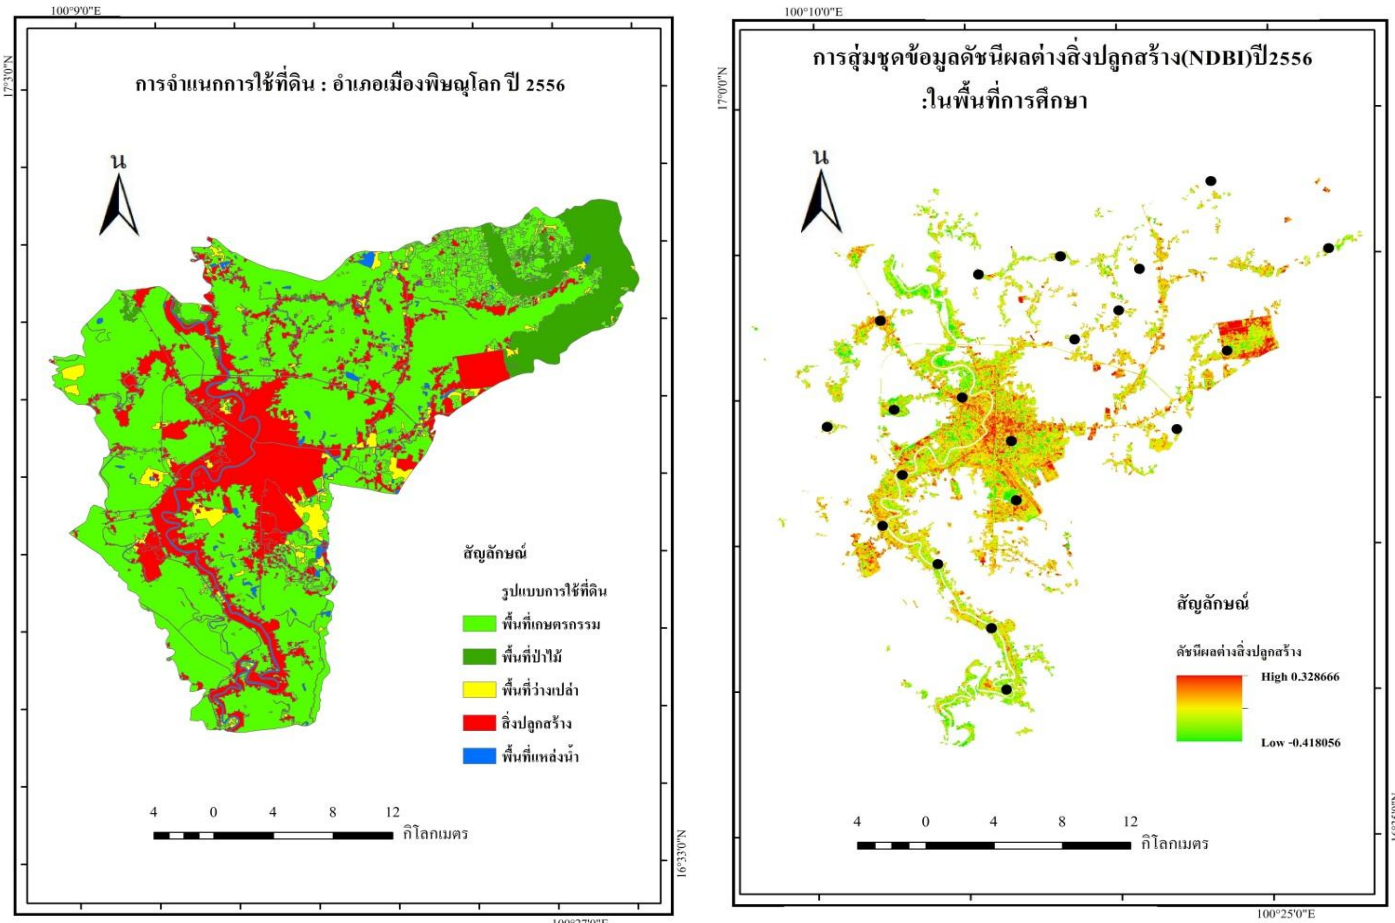 100°9'0"E
17°3'0"N
การจำแนกการใช้ที่ดิน : อำเภอเมืองพิษณุโลก ปี 2556
น
สัญลักษณ์
รูปแบบการใช้ที่ดิน
พื้นที่เกษตรกรรม
พื้นที่ป่าไม้
พื้นที่ว่างเปล่า
สิ่งปลูกสร้าง
พื้นที่แหล่งน้ำ
4 0 4 8 12
กิโลกเมตร
16°33'0"N
100°27'0"E
100°10'0"E
17°0'0"N
การสุ่มชุดข้อมูลดัชนีผลต่างสิ่งปลูกสร้าง(NDBI)ปี2556
:ในพื้นที่การศึกษา
น
สัญลักษณ์
ดัชนีผลต่างสิ่งปลูกสร้าง
High 0.328666
Low -0.418056
4 0 4 8 12
กิโลกเมตร
100°25'0"E